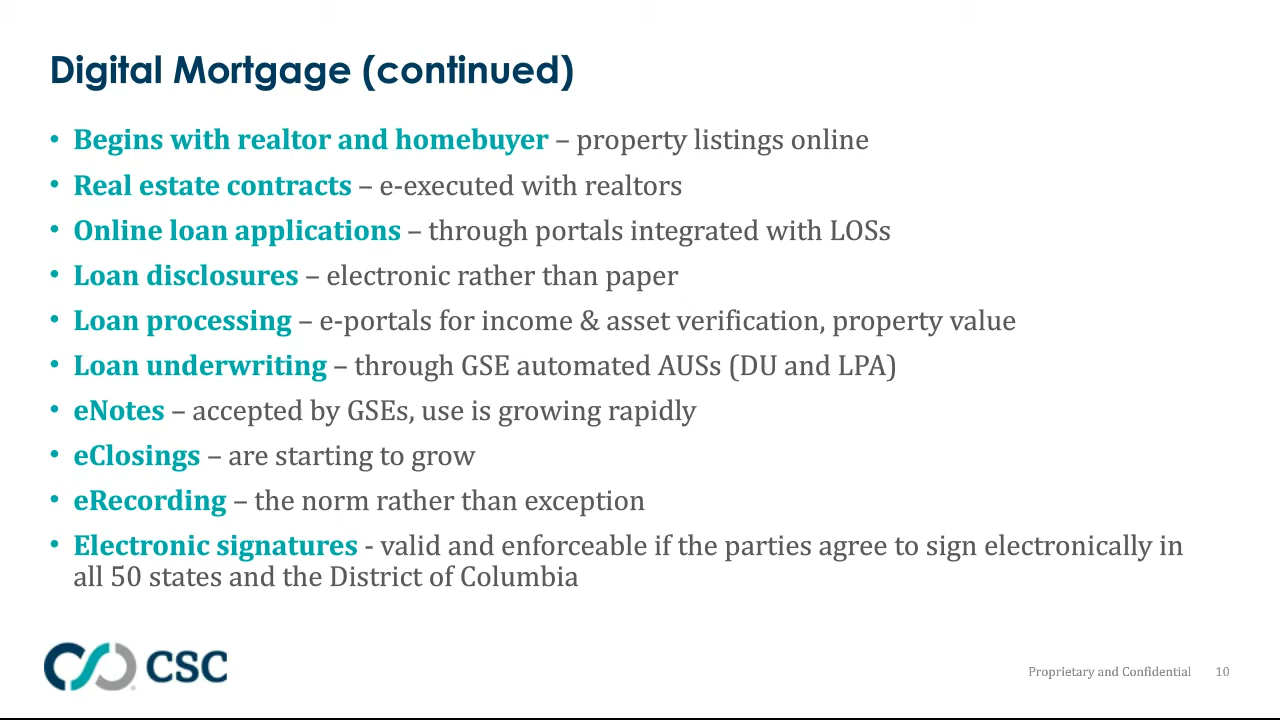 Digital Mortgage (continued)
• Begins with realtor and homebuyer – property listings online
• Real estate contracts – e-executed with realtors
• Online loan applications – through portals integrated with LOSs
• Loan disclosures – electronic rather than paper
• Loan processing – e-portals for income & asset verification, property value
• Loan underwriting – through GSE automated AUSs (DU and LPA)
• eNotes – accepted by GSEs, use is growing rapidly
• eClosings – are starting to grow
• eRecording – the norm rather than exception
• Electronic signatures - valid and enforceable if the parties agree to sign electronically in
all 50 states and the District of Columbia
CSC
Proprietary and Confidential 10